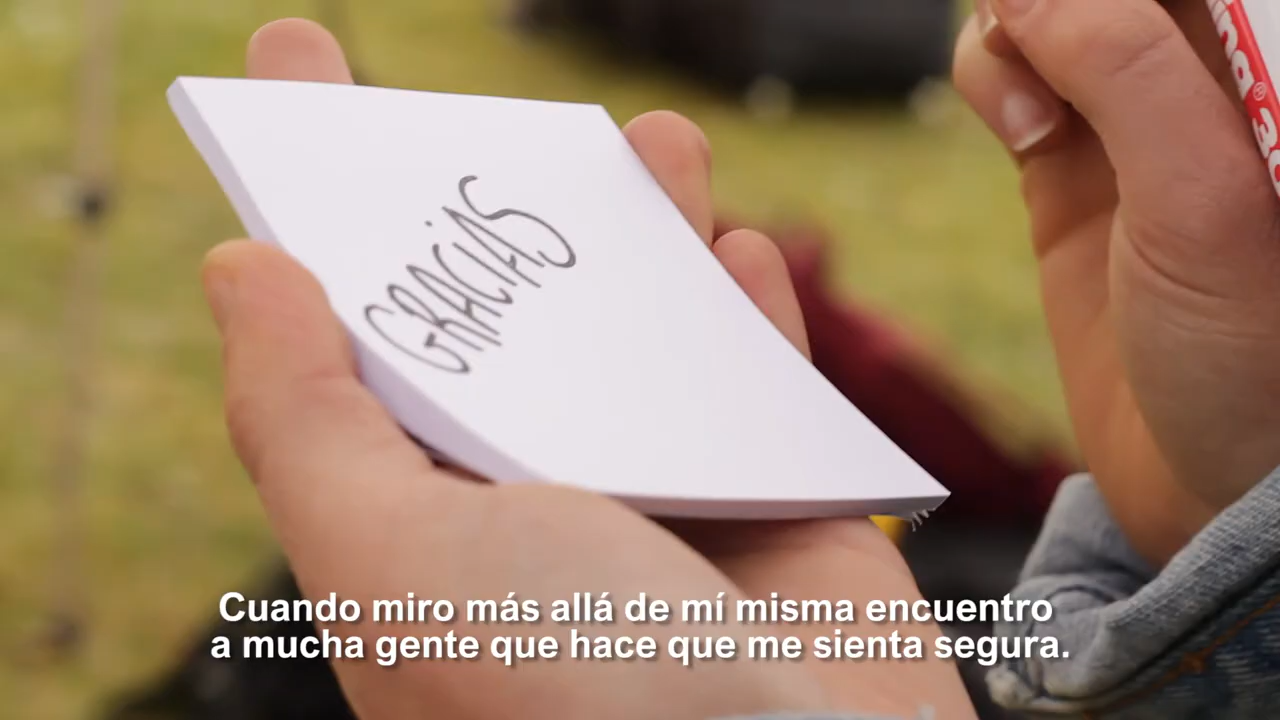 GRACiAS
Cuando miro más allá de mí misma encuentro
a mucha gente que hace que me sienta segura.